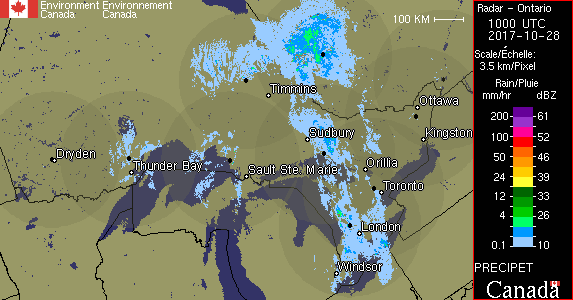 Environment Environnement
Canada Canada
100 KM
Timmins
Ottawa
Sudbury
Kingston
Dryden
Thunder Bay
Sault Ste. Marie
Orillia
Toronto
London
Windsor
Radar - Ontario
1000 UTC
2017-10-28
Scale/Échelle:
3.5 km/Pixel
Rain/Pluie
mm/hr dBZ
200 61
100 52
50 46
24 39
12 33
4 26
0.1 10
PRECIPET
Canada